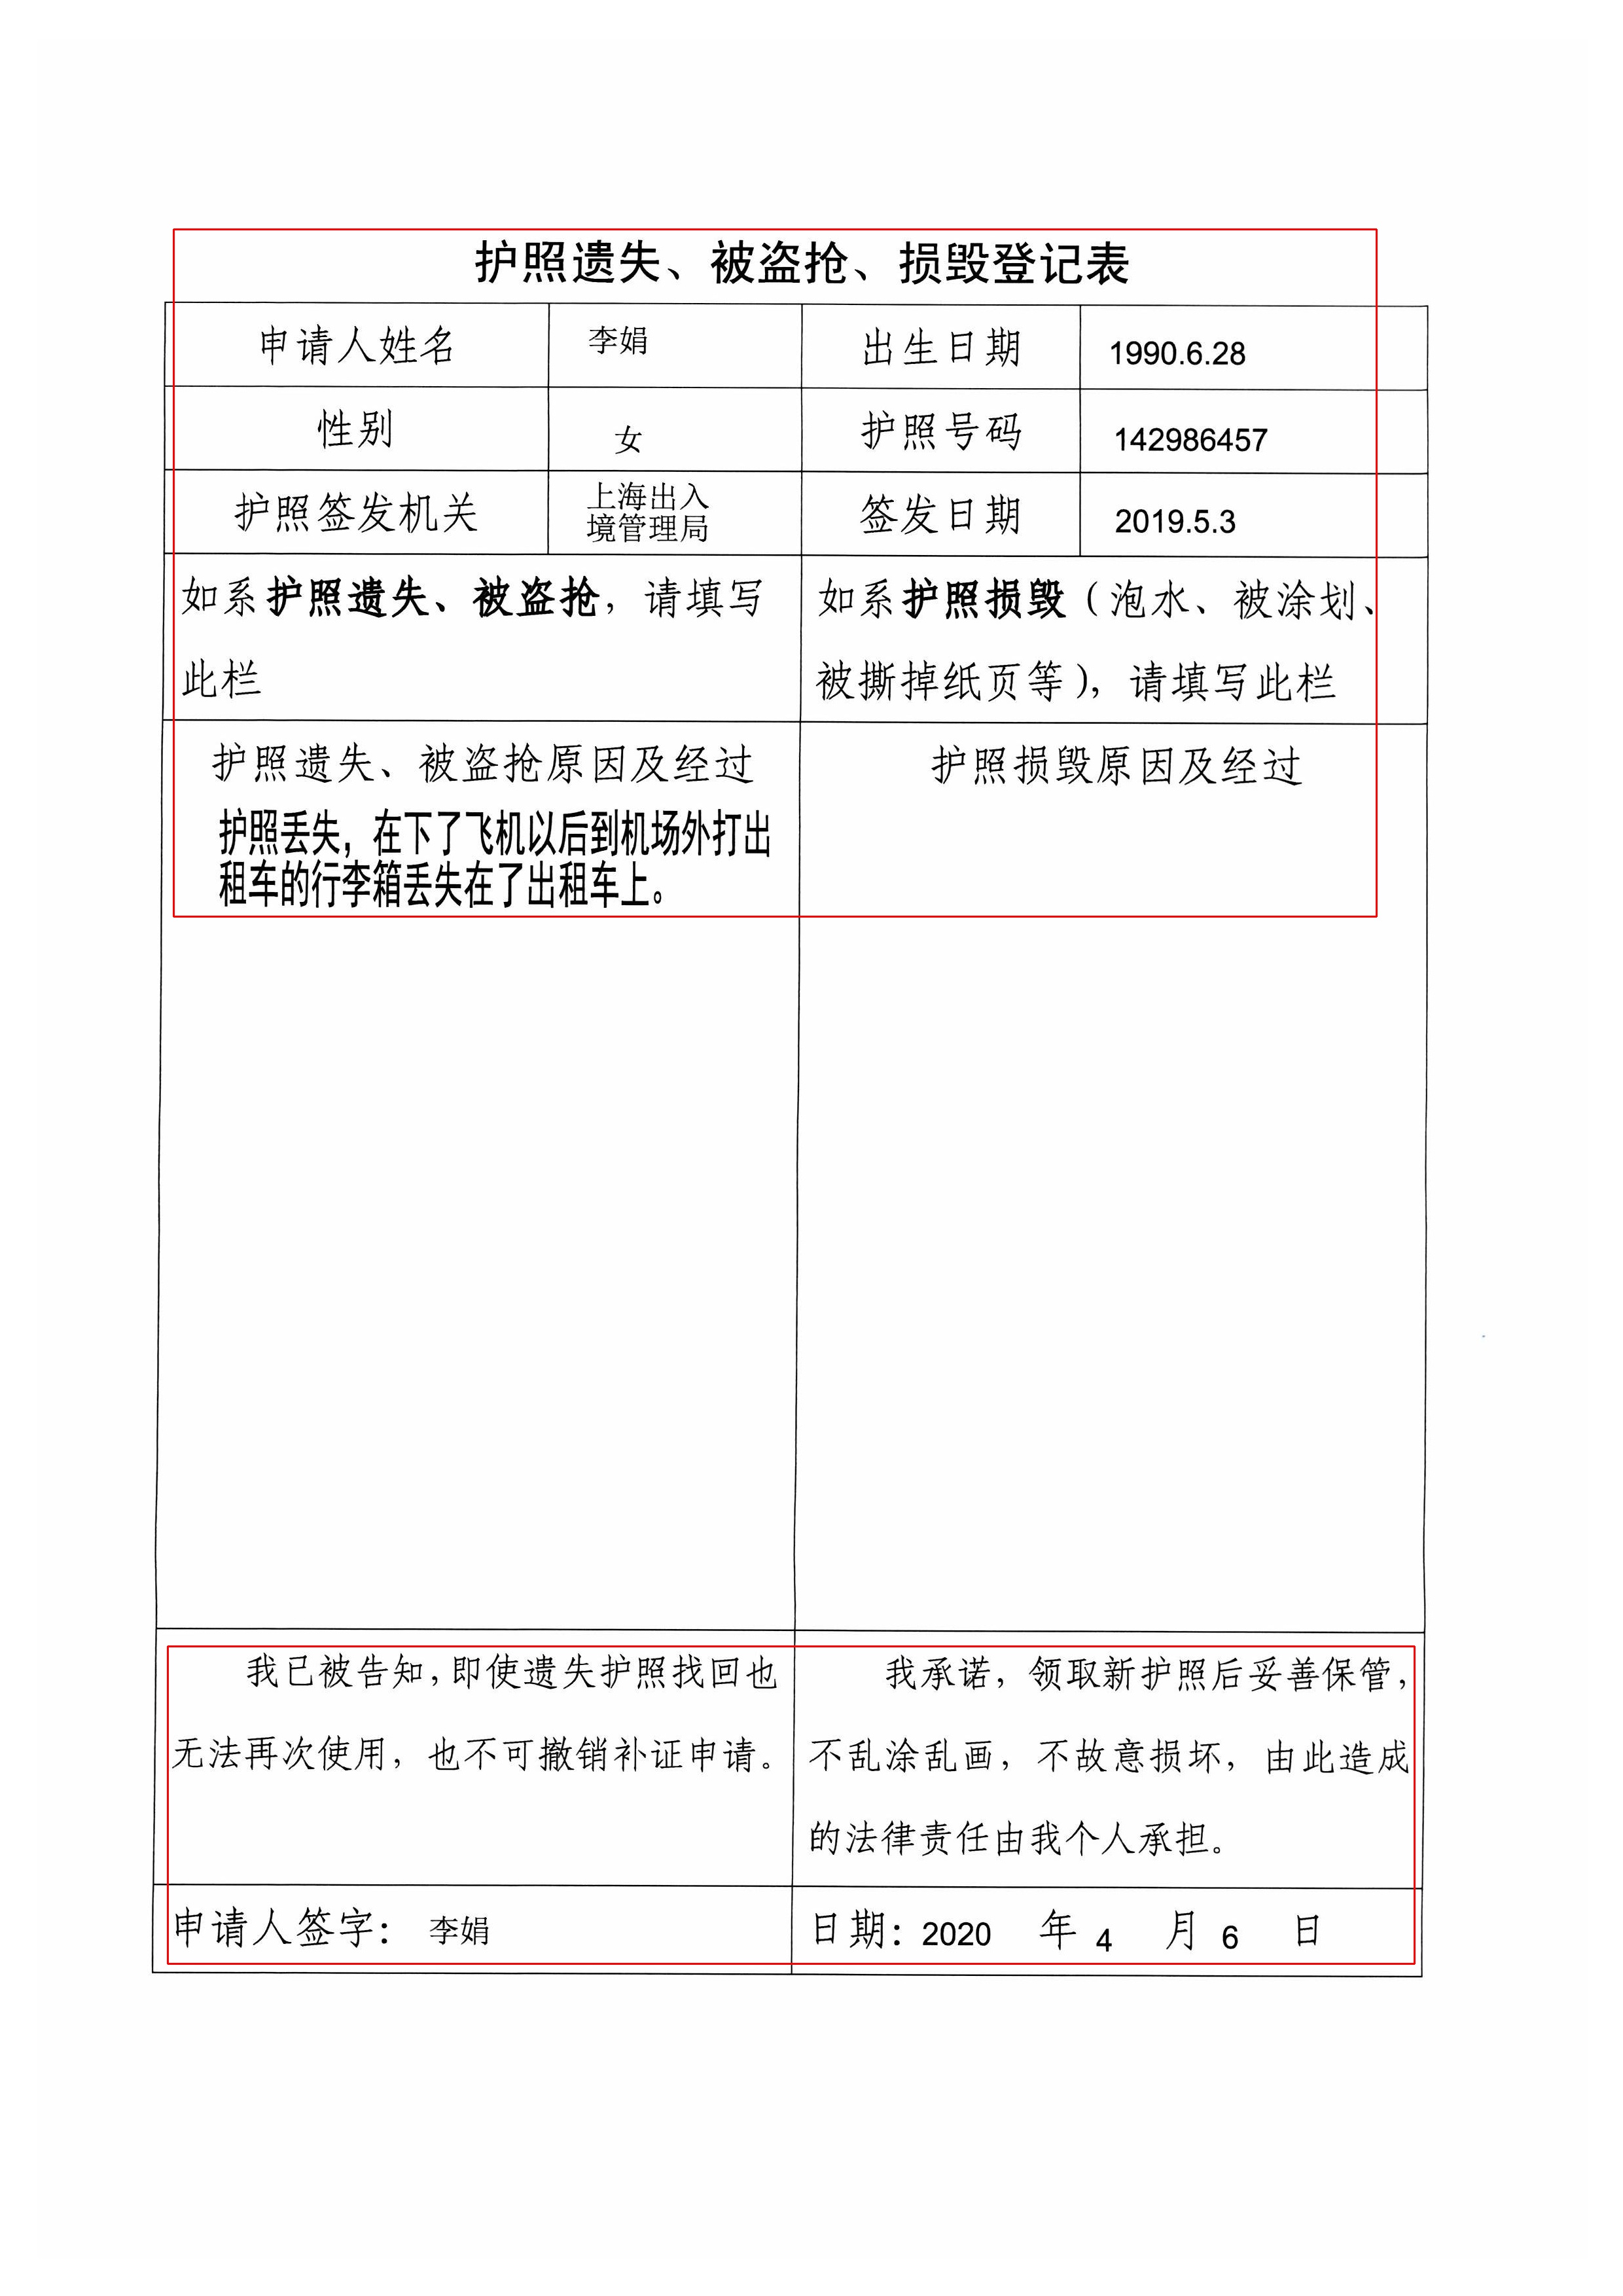 护照遗失、被盗抢、损毁登记表
申请人姓名 李娟 出生日期 1990.6.28
性别 女 护照号码 142986457
护照签发机关 上海出入
境管理局 签发日期 2019.5.3
如系护照遗失、被盗抢，请填写
此栏
如系护照损毁（泡水、被涂划、
被撕掉纸页等），请填写此栏
护照遗失、被盗抢原因及经过
护照丢失，在下了飞机以后到机场外打出
租车的行李箱丢失在了出租车上。
护照损毁原因及经过
我已被告知，即使遗失护照找回也
无法再次使用，也不可撤销补证申请。
我承诺，领取新护照后妥善保管，
不乱涂乱画，不故意损坏，由此造成
的法律责任由我个人承担。
申请人签字： 李娟
日期：2020 年 4 月 6 日